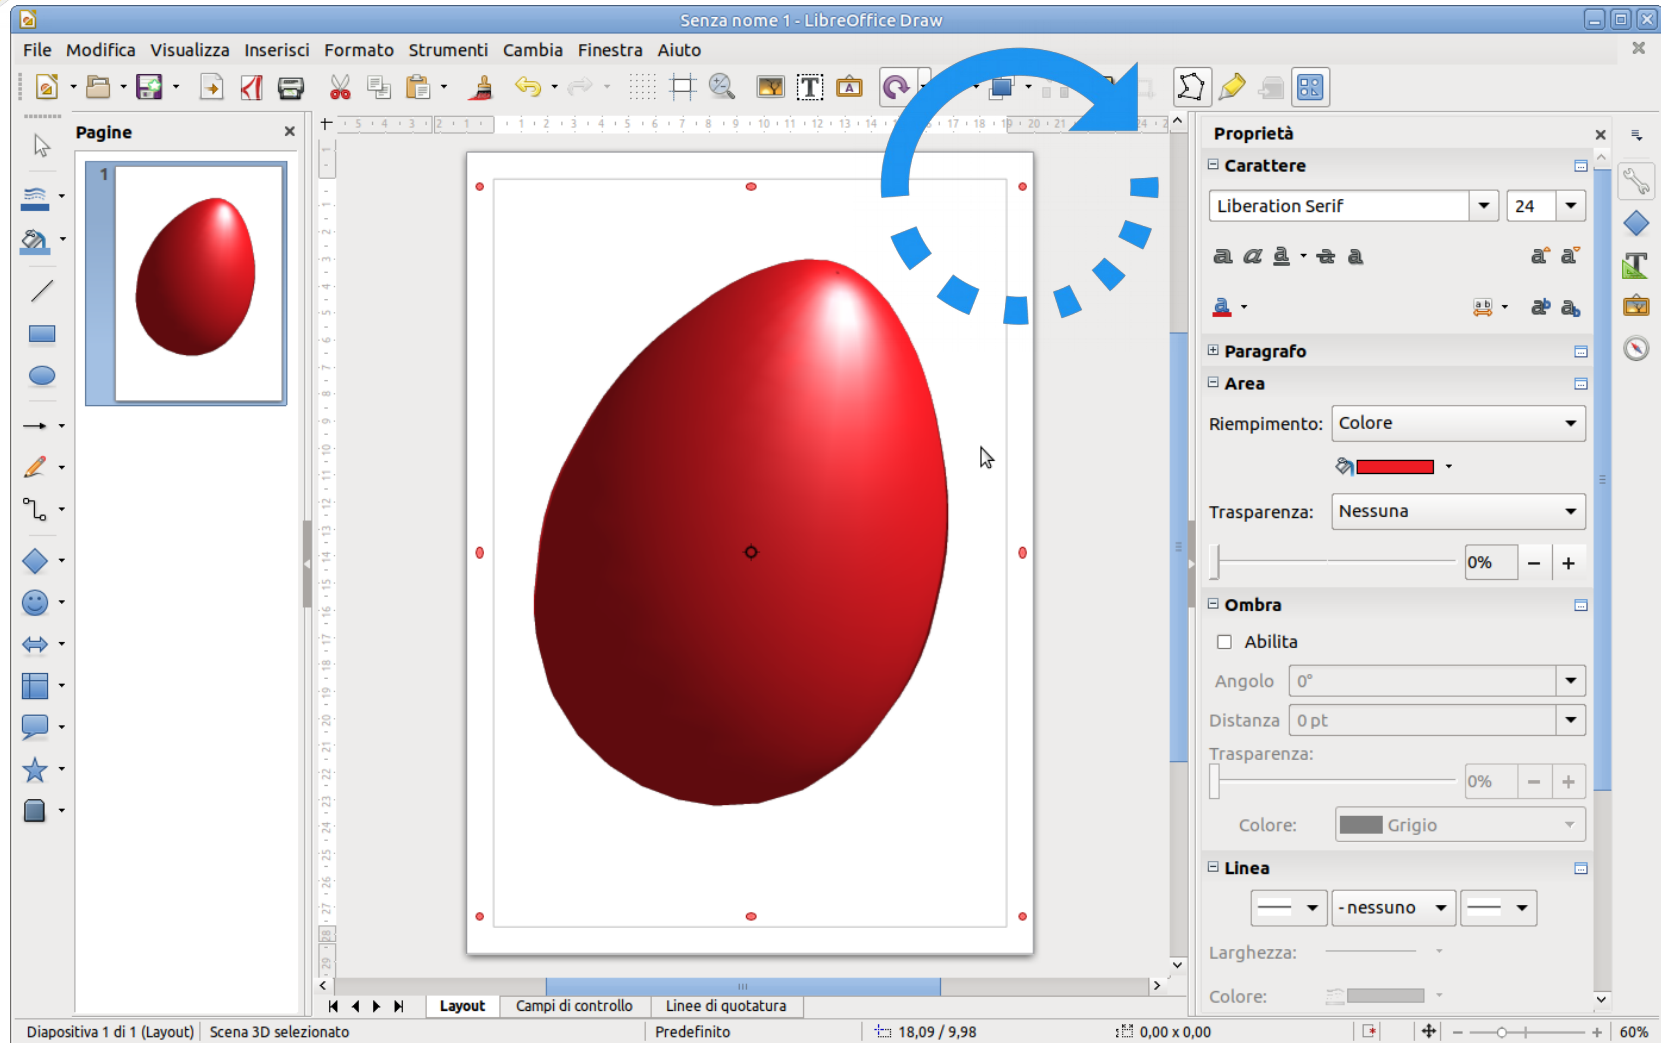 Senza nome 1 - LibreOffice Draw
File Modifica Visualizza Inserisci Formato Strumenti Cambia Finestra Aiuto
Pagine
1
Proprietà
Carattere
Liberation Serif 24
Paragrafo
Area
Riempimento: Colore
Trasparenza: Nessuna
0%
Ombra
Abilita
Angolo 0°
Distanza 0 pt
Trasparenza:
0%
Colore: Grigio
Linea
- nessuno
Larghezza:
Colore:
Layout Campi di controllo Linee di quotatura
Diapositiva 1 di 1 (Layout) Scena 3D selezionato Predefinito 18,09 / 9,98 0,00 x 0,00 60%